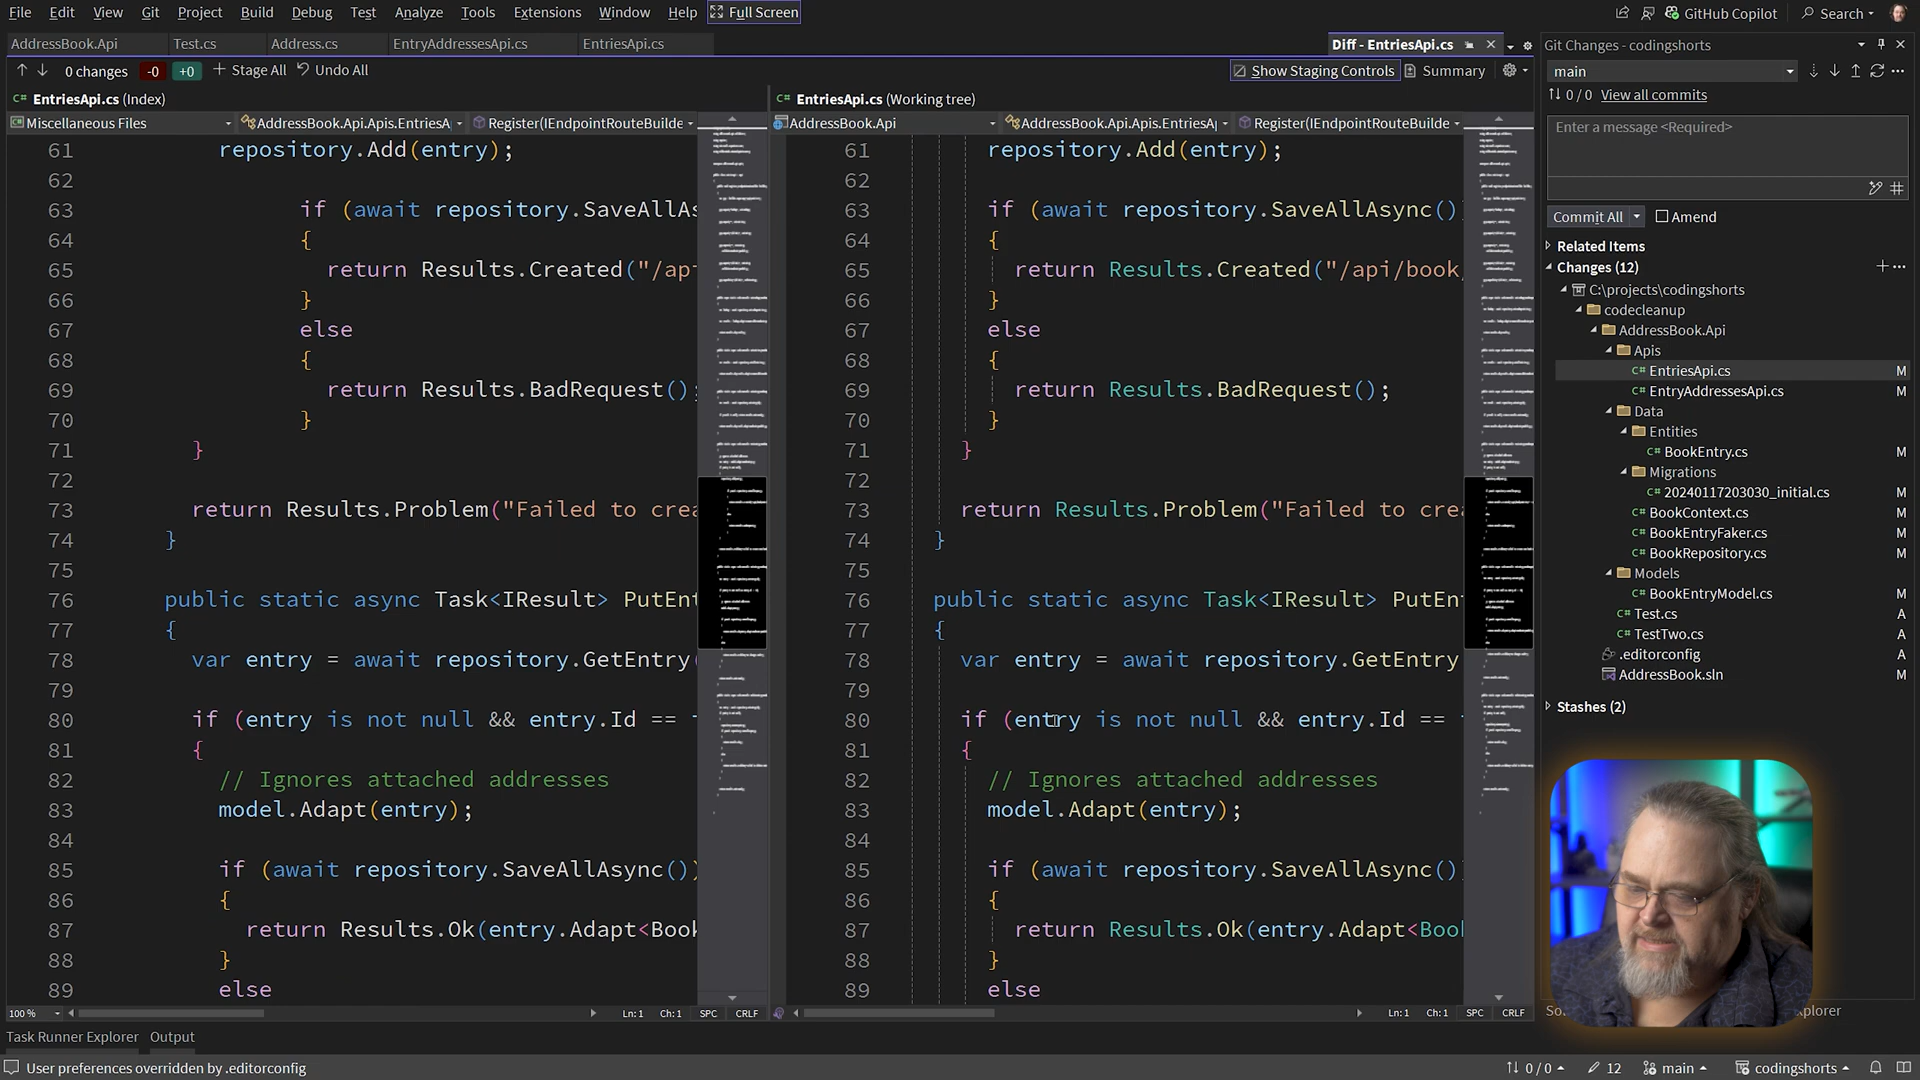 File Edit View Git Project Build Debug Test Analyze Tools Extensions Window Help Full Screen GitHub Copilot Search
AddressBook.Api Test.cs Address.cs EntryAddressesApi.cs EntriesApi.cs Diff - EntriesApi.cs
0 changes -0 +0 Stage All Undo All Show Staging Controls Summary
EntriesApi.cs (Index)
Miscellaneous Files AddressBook.Api.Apis.EntriesA Register(IEndpointRouteBuilde
61 repository.Add(entry);
62
63 if (await repository.SaveAllAs
64 {
65 return Results.Created("/ap
66 }
67 else
68 {
69 return Results.BadRequest();
70 }
71 }
72
73 return Results.Problem("Failed to crea
74 }
75
76 public static async Task<IResult> PutEnt
77 {
78 var entry = await repository.GetEntry(
79
80 if (entry is not null && entry.Id ==
81 {
82 // Ignores attached addresses
83 model.Adapt(entry);
84
85 if (await repository.SaveAllAsync())
86 {
87 return Results.Ok(entry.Adapt<Book
88 }
89 else
100 % Ln: 1 Ch: 1 SPC CRLF
EntriesApi.cs (Working tree)
AddressBook.Api AddressBook.Api.Apis.EntriesA Register(IEndpointRouteBuilde
61 repository.Add(entry);
62
63 if (await repository.SaveAllAsync()
64 {
65 return Results.Created("/api/book
66 }
67 else
68 {
69 return Results.BadRequest();
70 }
71 }
72
73 return Results.Problem("Failed to crea
74 }
75
76 public static async Task<IResult> PutEnt
77 {
78 var entry = await repository.GetEntry
79
80 if (entry is not null && entry.Id ==
81 {
82 // Ignores attached addresses
83 model.Adapt(entry);
84
85 if (await repository.SaveAllAsync()
86 {
87 return Results.Ok(entry.Adapt<Book
88 }
89 else
Ln: 1 Ch: 1 SPC CRLF
Git Changes - codingshorts
main
0 / 0 View all commits
Enter a message <Required>
Commit All Amend
Related Items
Changes (12)
C:\projects\codingshorts
codecleanup
AddressBook.Api
Apis
EntriesApi.cs M
EntryAddressesApi.cs M
Data
Entities
BookEntry.cs M
Migrations
20240117203030_initial.cs M
BookContext.cs M
BookEntryFaker.cs M
BookRepository.cs M
Models
BookEntryModel.cs M
Test.cs A
TestTwo.cs A
.editorconfig A
AddressBook.sln M
Stashes (2)
Task Runner Explorer Output
User preferences overridden by .editorconfig 0 / 0 12 main codingshorts